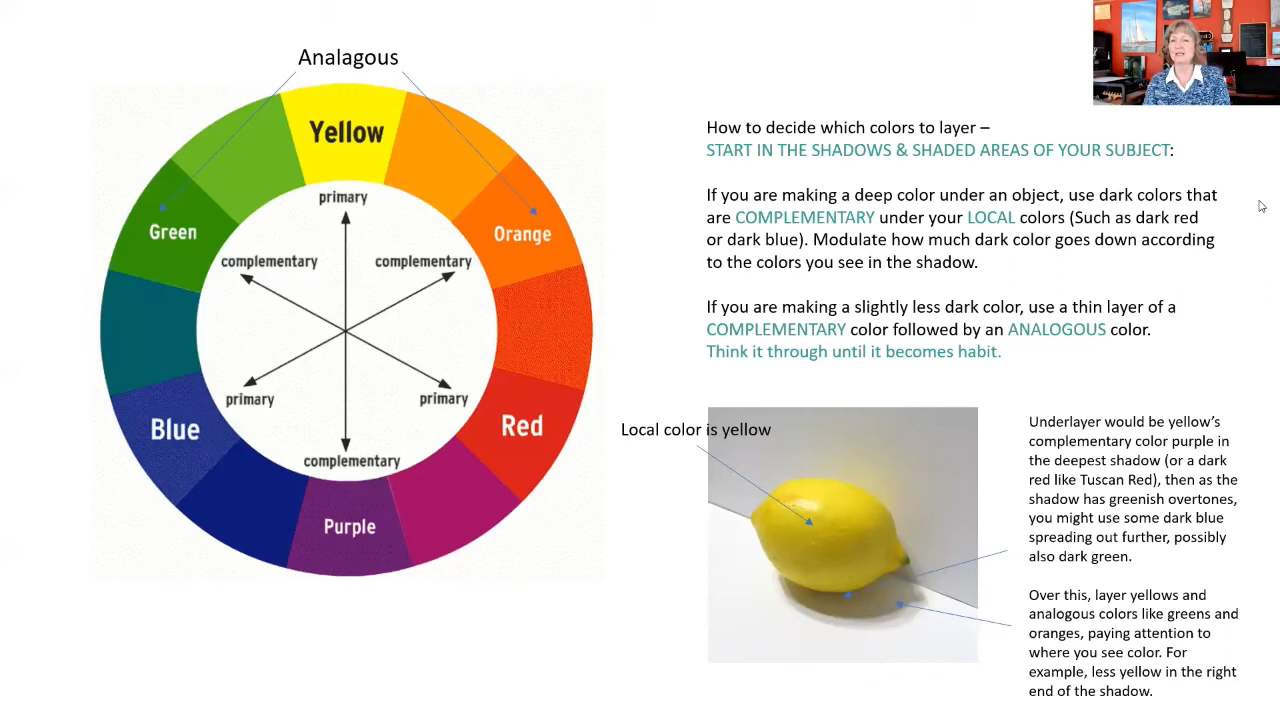 Analagous
Yellow
primary
Green
Orange
complementary
complementary
primary
primary
Blue
Red
complementary
Purple
How to decide which colors to layer –
START IN THE SHADOWS & SHADED AREAS OF YOUR SUBJECT:
If you are making a deep color under an object, use dark colors that
are COMPLEMENTARY under your LOCAL colors (Such as dark red
or dark blue). Modulate how much dark color goes down according
to the colors you see in the shadow.
If you are making a slightly less dark color, use a thin layer of a
COMPLEMENTARY color followed by an ANALOGOUS color.
Think it through until it becomes habit.
Local color is yellow
Underlayer would be yellow’s
complementary color purple in
the deepest shadow (or a dark
red like Tuscan Red), then as the
shadow has greenish overtones,
you might use some dark blue
spreading out further, possibly
also dark green.
Over this, layer yellows and
analogous colors like greens and
oranges, paying attention to
where you see color. For
example, less yellow in the right
end of the shadow.